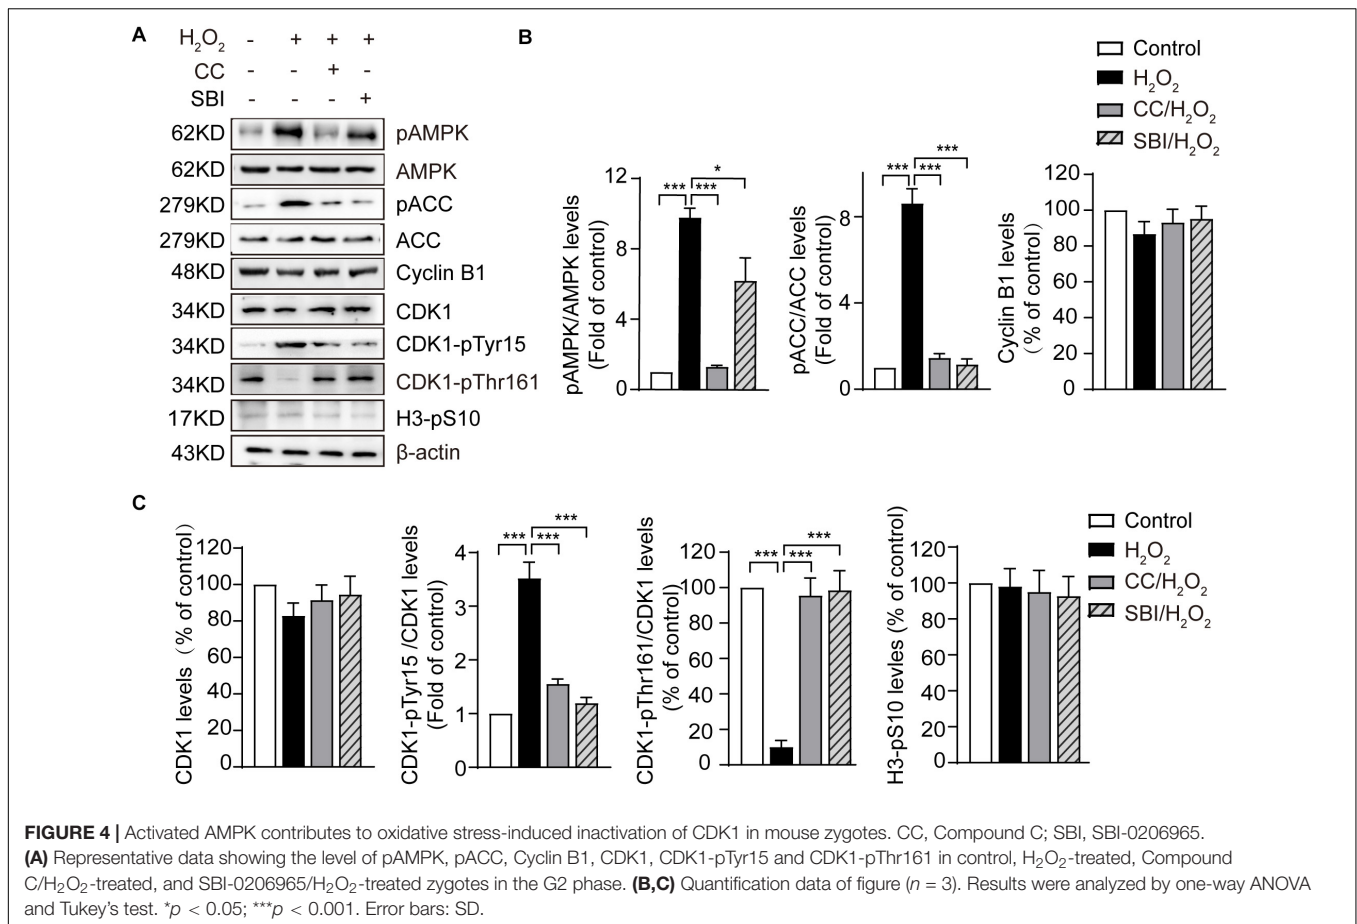 A
H2O2 - + + +
CC - - + -
SBI - - - +
62KD pAMPK
62KD AMPK
279KD pACC
279KD ACC
48KD Cyclin B1
34KD CDK1
34KD CDK1-pTyr15
34KD CDK1-pThr161
17KD H3-pS10
43KD β-actin
B
Control
H2O2
CC/H2O2
SBI/H2O2
pAMPK/AMPK levels
(Fold of control)
12
8
4
0
*
*** ***
pACC/ACC levels
(Fold of control)
8
4
0
***
*** ***
Cyclin B1 levels
( % of control)
120
100
80
60
40
20
0
C
CDK1 levels ( % of control)
120
100
80
60
40
20
0
CDK1-pTyr15 /CDK1 levels
(Fold of control)
4
3
2
1
0
***
*** ***
CDK1-pThr161/CDK1 levels
(% of control)
120
100
80
60
40
20
0
***
*** ***
H3-pS10 levles (% of control)
120
100
80
60
40
20
0
Control
H2O2
CC/H2O2
SBI/H2O2
FIGURE 4 | Activated AMPK contributes to oxidative stress-induced inactivation of CDK1 in mouse zygotes. CC, Compound C; SBI, SBI-0206965.
(A) Representative data showing the level of pAMPK, pACC, Cyclin B1, CDK1, CDK1-pTyr15 and CDK1-pThr161 in control, H2O2-treated, Compound
C/H2O2-treated, and SBI-0206965/H2O2-treated zygotes in the G2 phase. (B,C) Quantification data of figure (n = 3). Results were analyzed by one-way ANOVA
and Tukey's test. *p < 0.05; ***p < 0.001. Error bars: SD.